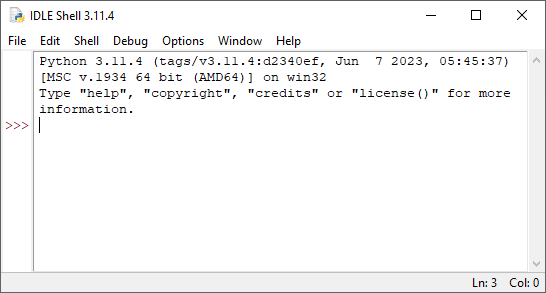 IDLE Shell 3.11.4
File Edit Shell Debug Options Window Help
Python 3.11.4 (tags/v3.11.4:d2340ef, Jun  7 2023, 05:45:37)
[MSC v.1934 64 bit (AMD64)] on win32
Type "help", "copyright", "credits" or "license()" for more
information.
>>>
Ln: 3 Col: 0